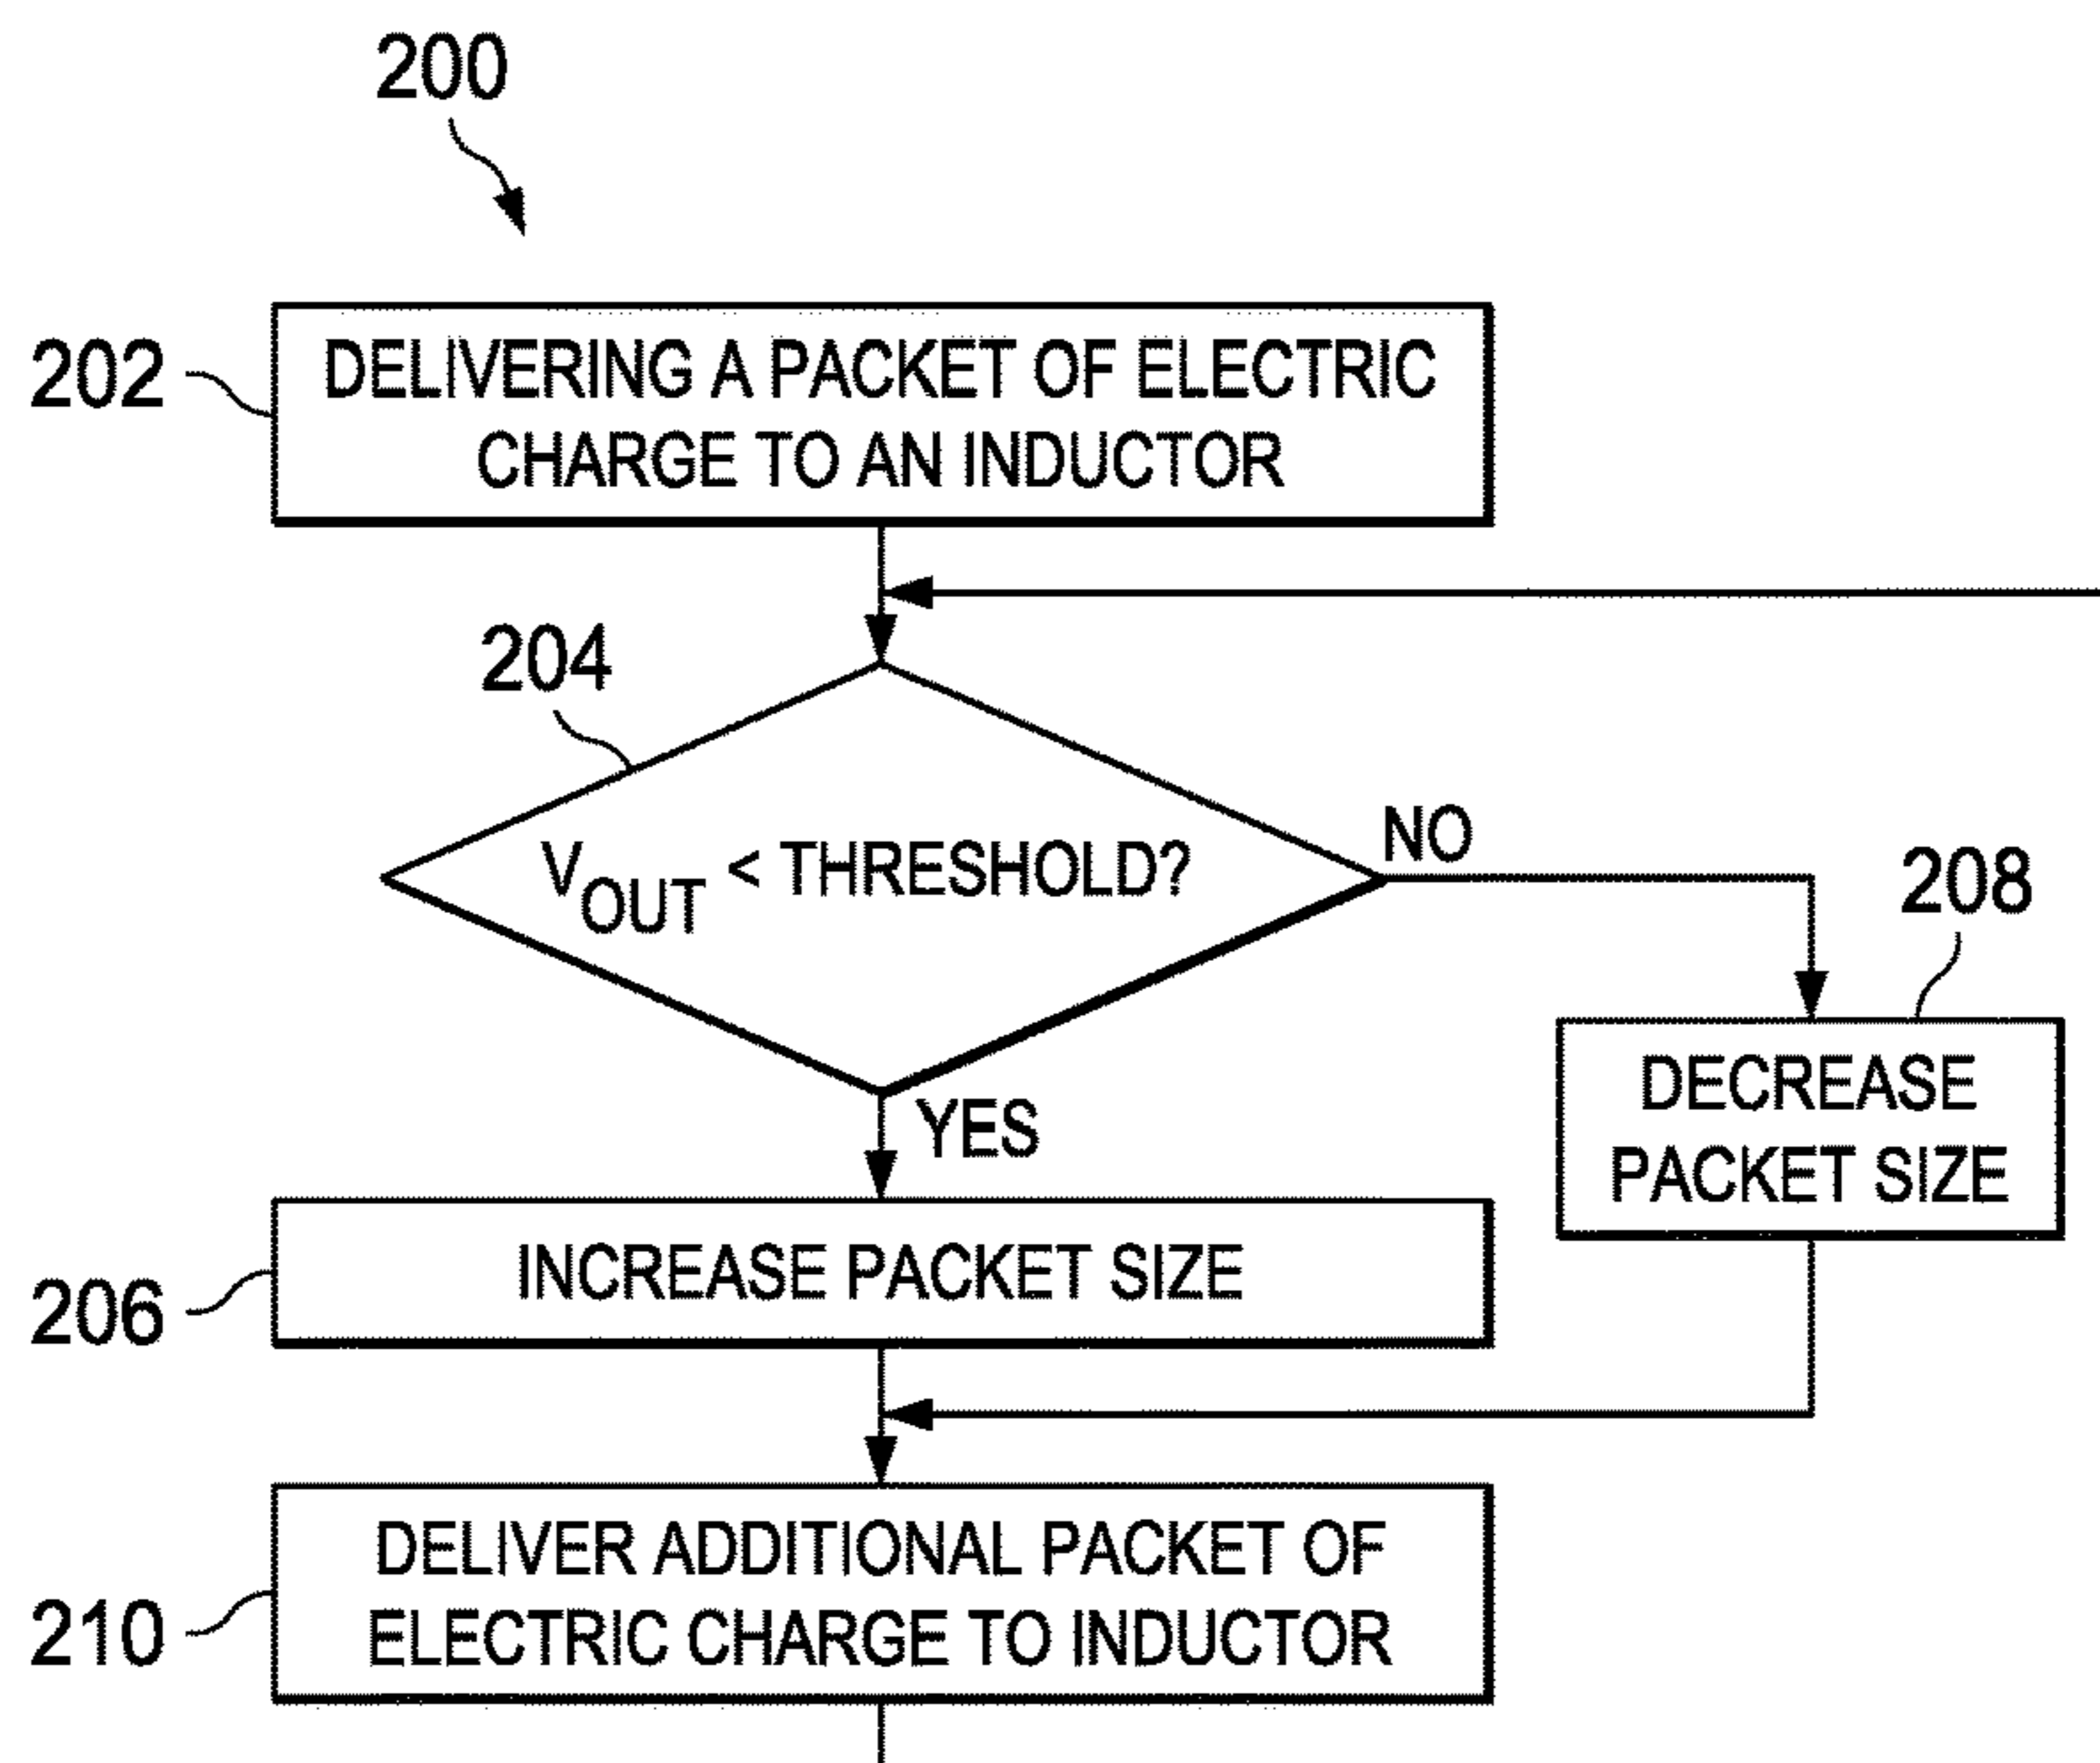 200
202
DELIVERING A PACKET OF ELECTRIC
CHARGE TO AN INDUCTOR
204
V_OUT < THRESHOLD?
NO
208
DECREASE
PACKET SIZE
YES
206
INCREASE PACKET SIZE
210
DELIVER ADDITIONAL PACKET OF
ELECTRIC CHARGE TO INDUCTOR